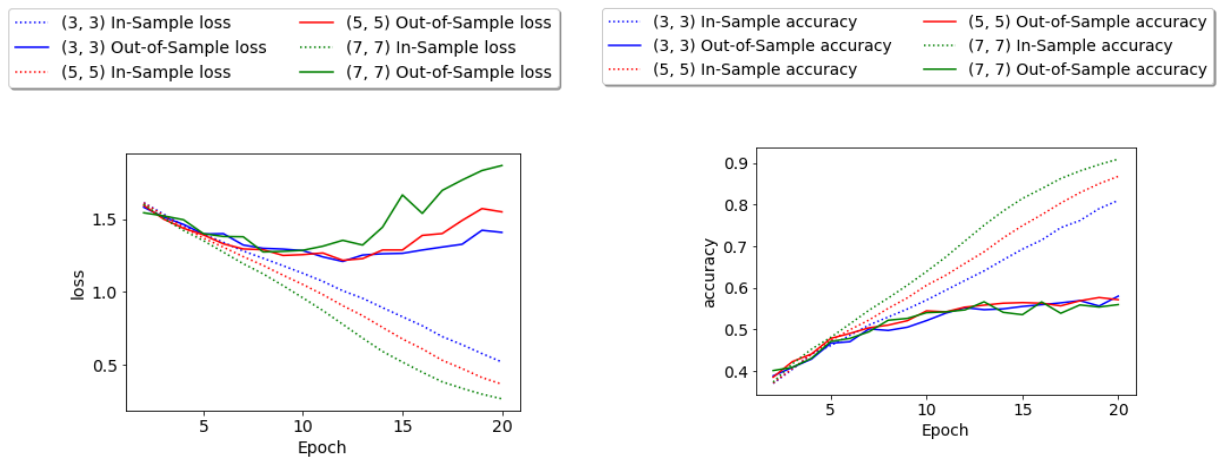 (3, 3) In-Sample loss
(3, 3) Out-of-Sample loss
(5, 5) In-Sample loss
(5, 5) Out-of-Sample loss
(7, 7) In-Sample loss
(7, 7) Out-of-Sample loss
1.5
1.0
0.5
loss
5
10
15
20
Epoch
(3, 3) In-Sample accuracy
(3, 3) Out-of-Sample accuracy
(5, 5) In-Sample accuracy
(5, 5) Out-of-Sample accuracy
(7, 7) In-Sample accuracy
(7, 7) Out-of-Sample accuracy
0.9
0.8
0.7
0.6
0.5
0.4
accuracy
5
10
15
20
Epoch